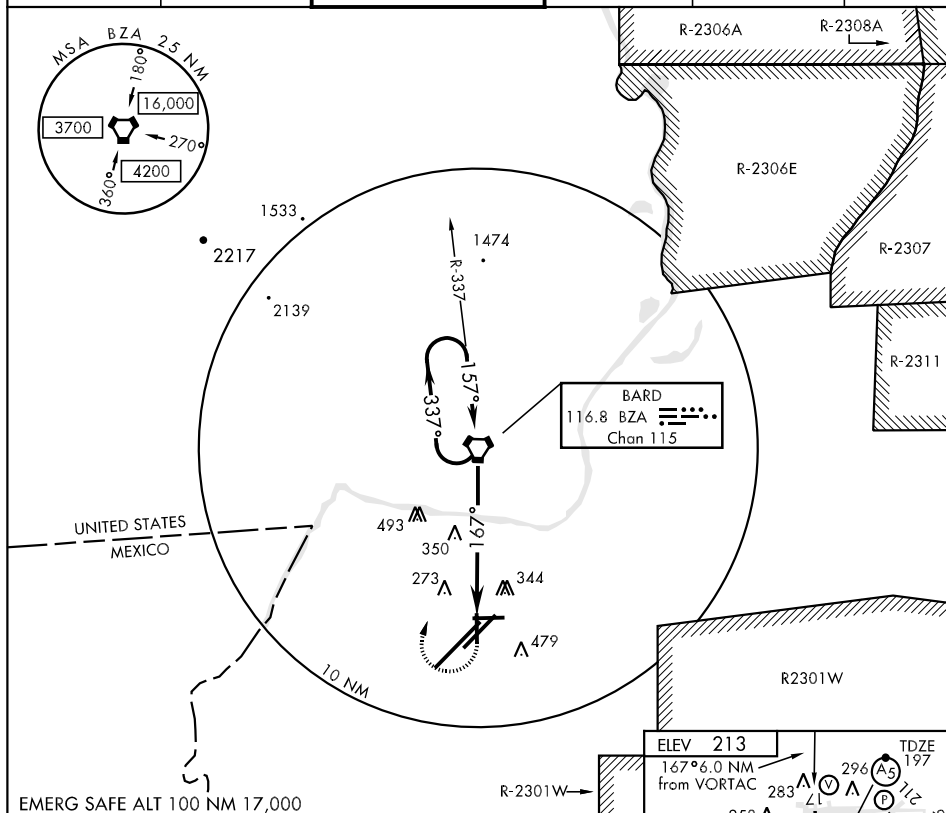 MSA BZA 25 NM
180°
16,000
3700
270°
4200
360°
R-2306A
R-2308A
R-2306E
R-2307
R-2311
1533
2217
2139
1474
R-337
157°
337°
BARD
116.8 BZA
Chan 115
UNITED STATES
MEXICO
493
350
167°
273
344
479
10 NM
R2301W
R-2301W
EMERG SAFE ALT 100 NM 17,000
ELEV 213
TDZE
197
167° 6.0 NM
from VORTAC
296
A5
283
V
17
21L
P